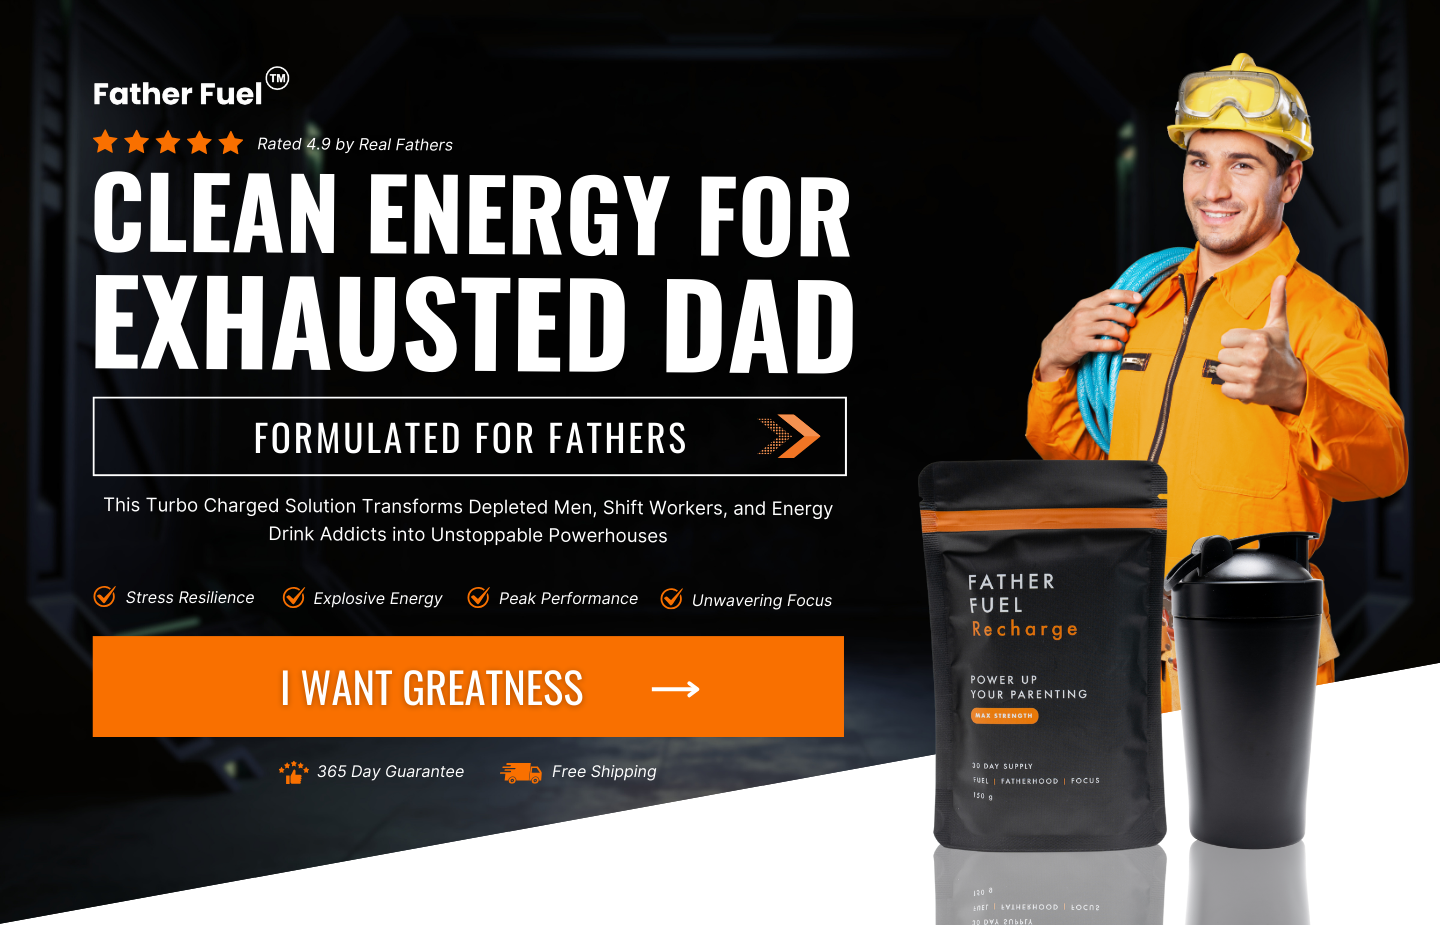 Father Fuel™
Rated 4.9 by Real Fathers
CLEAN ENERGY FOR
EXHAUSTED DAD
FORMULATED FOR FATHERS
This Turbo Charged Solution Transforms Depleted Men, Shift Workers, and Energy
Drink Addicts into Unstoppable Powerhouses
Stress Resilience
Explosive Energy
Peak Performance
Unwavering Focus
I WANT GREATNESS
365 Day Guarantee
Free Shipping
FATHER
FUEL
Recharge
POWER UP
YOUR PARENTING
MAX STRENGTH
30 DAY SUPPLY
FUEL | FATHERHOOD | FOCUS
150 g